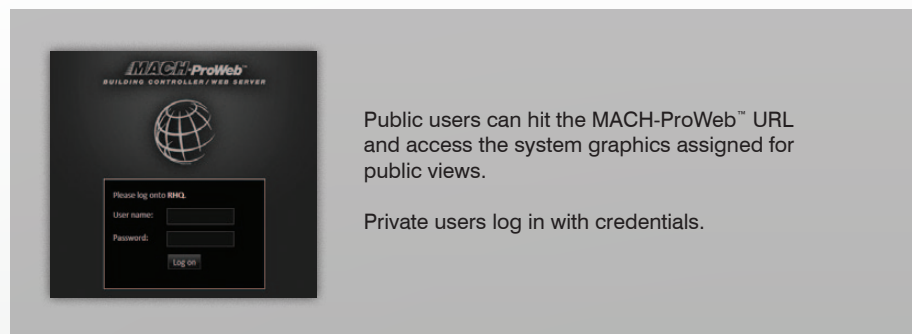 MACH-ProWeb™
BUILDING CONTROLLER/WEB SERVER
Please log onto RHQ.
User name:
Password:
Log on
Public users can hit the MACH-ProWeb™ URL
and access the system graphics assigned for
public views.
Private users log in with credentials.